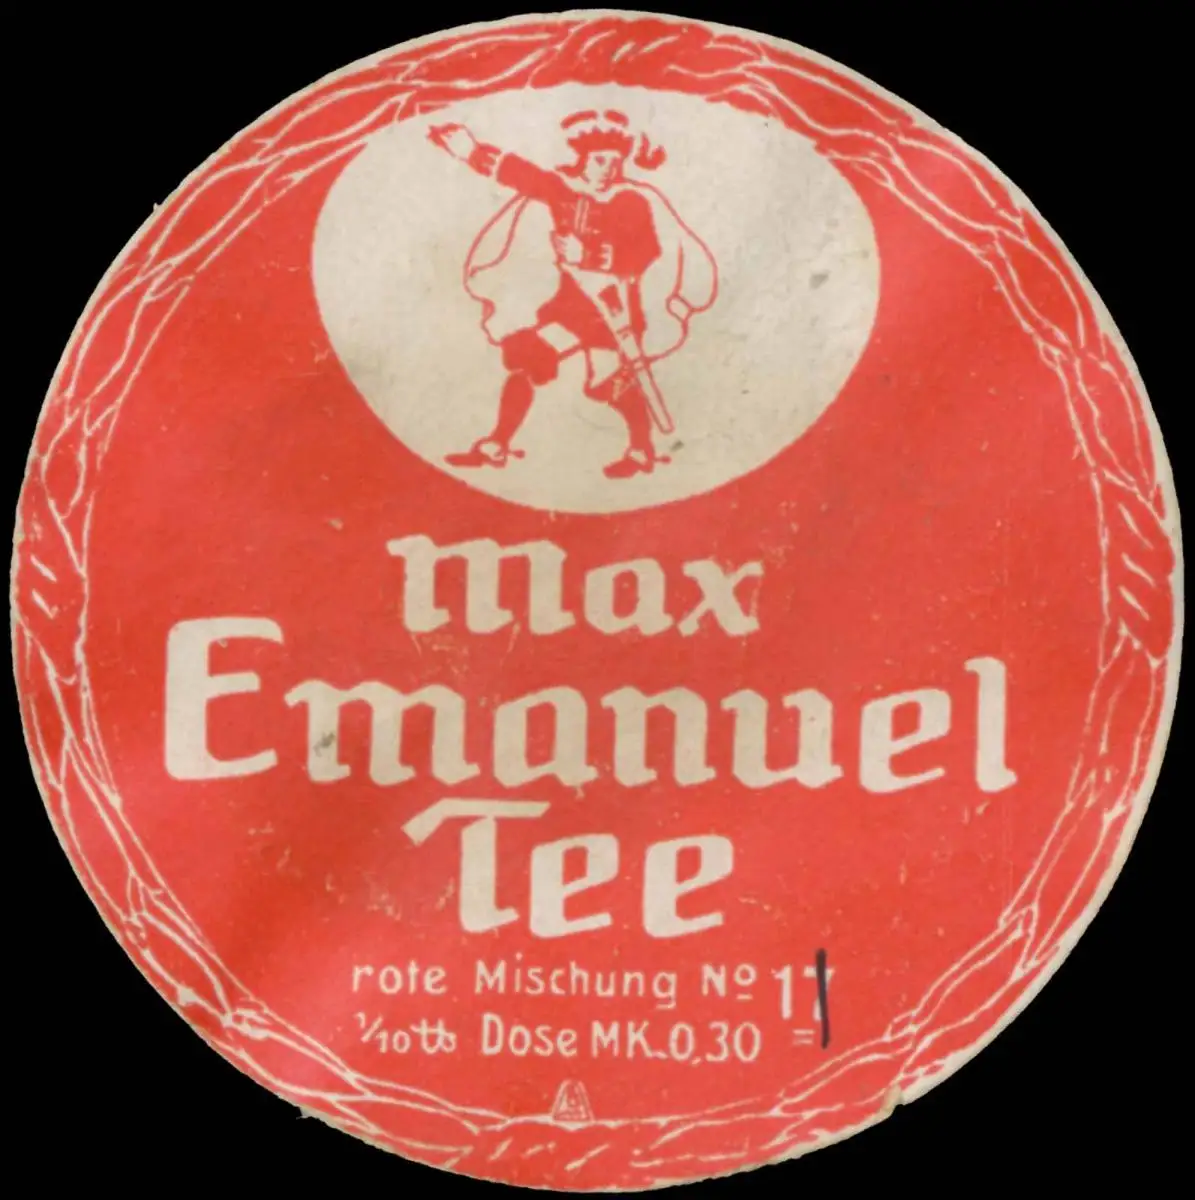 Max
Emanuel
Tee
rote Mischung Nº 17
1/10 ℔ Dose MK. 0,30